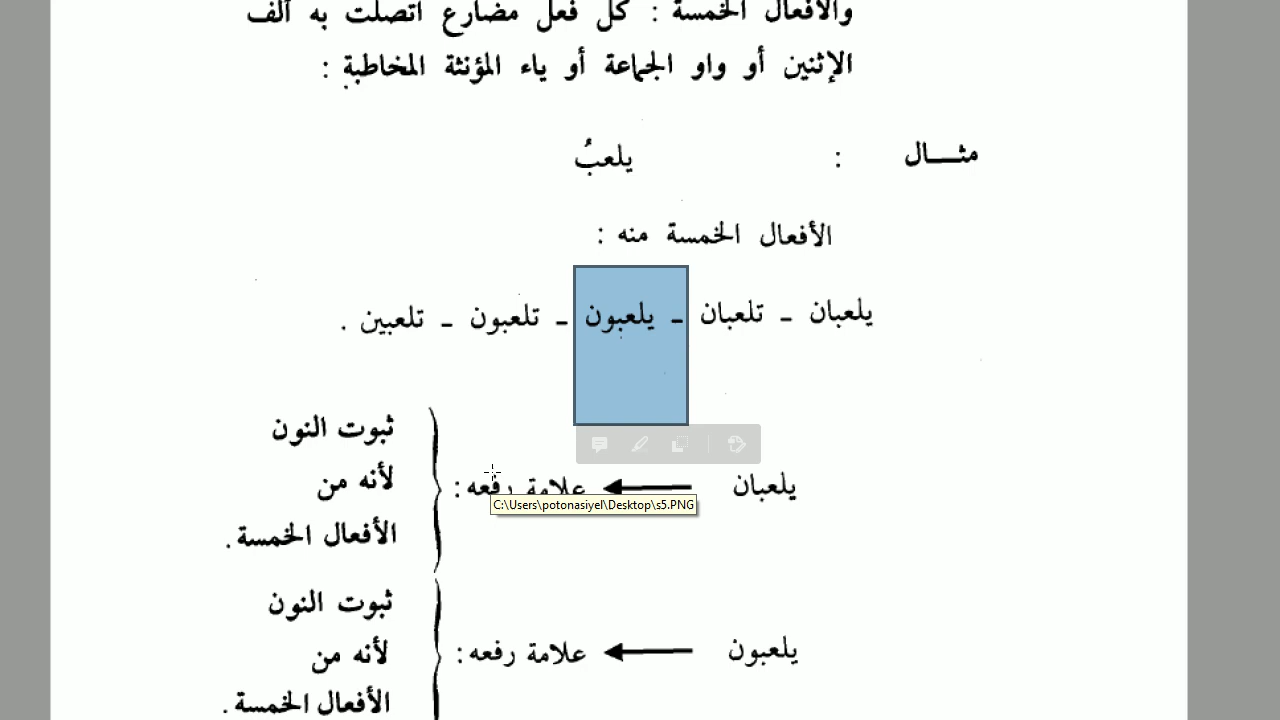 والأفعال الخمسة : كل فعل مضارع اتصلت به ألف
الإثنين أو واو الجماعة أو ياء المؤنثة المخاطبة :
مثـــال : يلعبُ
الأفعال الخمسة منه :
يلعبان - تلعبان - يلعبون - تلعبون - تلعبين .
ثبوت النون
يلعبان علامة رفعه : لأنه من
C:\Users\potonasiyel\Desktop\s5.PNG
الأفعال الخمسة .
ثبوت النون
يلعبون علامة رفعه : لأنه من
الأفعال الخمسة .